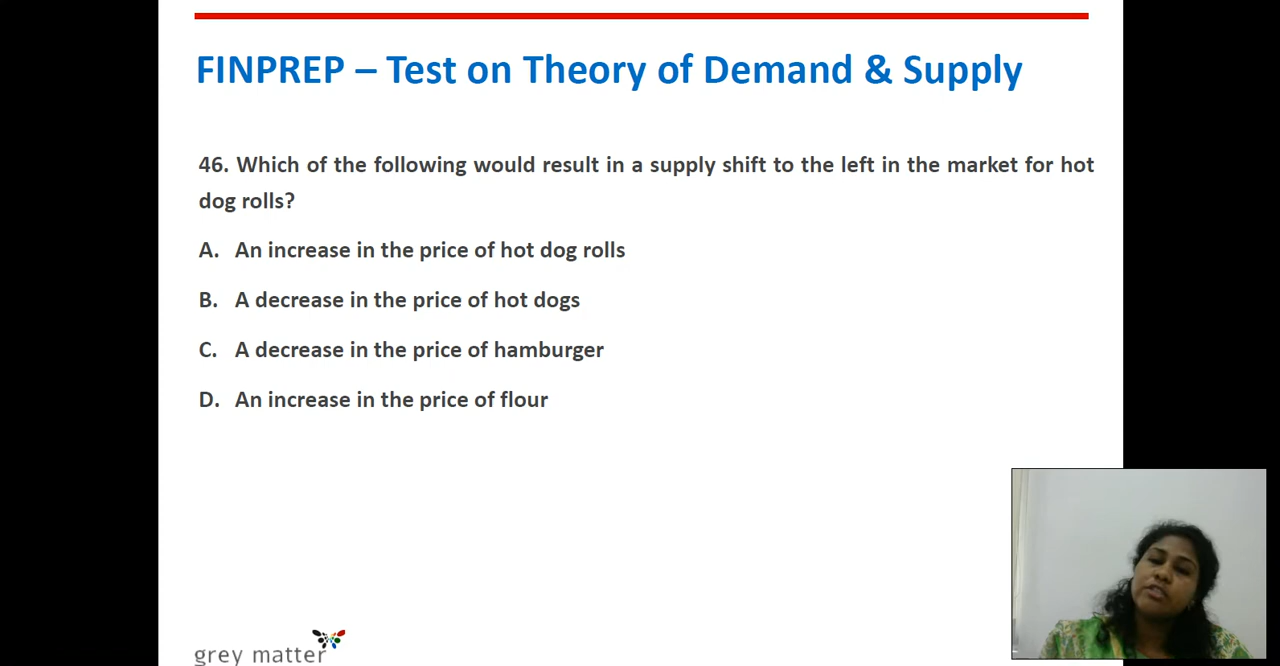 FINPREP – Test on Theory of Demand & Supply
46. Which of the following would result in a supply shift to the left in the market for hot
dog rolls?
A. An increase in the price of hot dog rolls
B. A decrease in the price of hot dogs
C. A decrease in the price of hamburger
D. An increase in the price of flour
grey matter